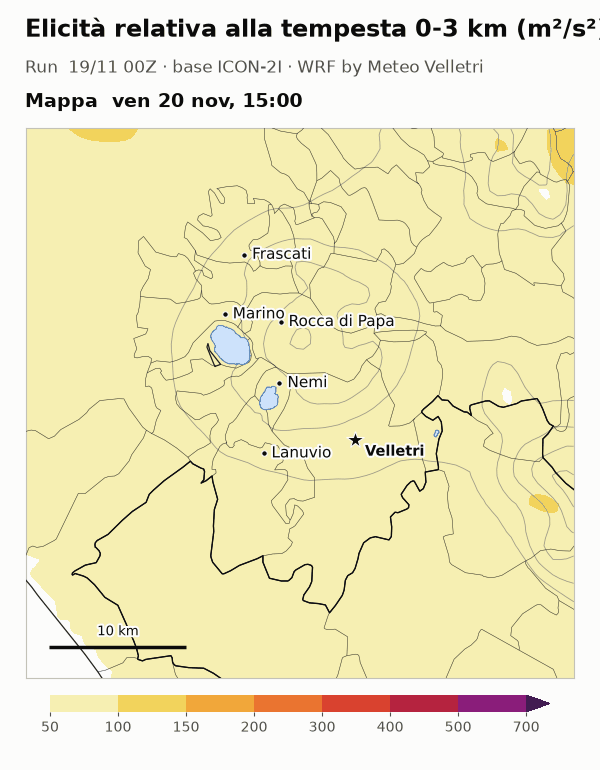 Elicità relativa alla tempesta 0-3 km (m²/s²)
Run 19/11 00Z · base ICON-2I · WRF by Meteo Velletri
Mappa ven 20 nov, 15:00
Frascati
Marino
Rocca di Papa
Nemi
Velletri
Lanuvio
10 km
50 100 150 200 300 400 500 700